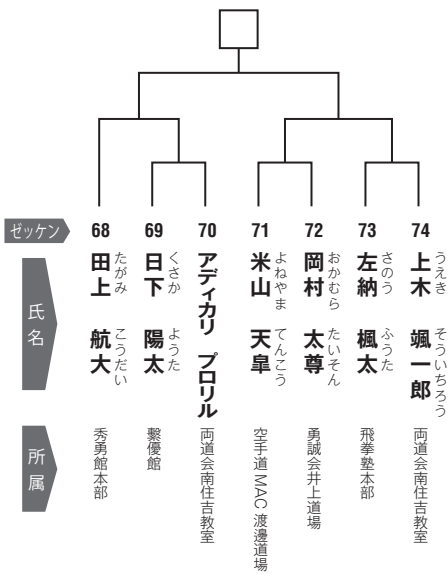 ゼッケン
68
69
70
71
72
73
74
氏名
田上 航大
たがみ こうだい
日下 陽太
くさか ようた
アディカリ プロリル
米山 天皐
よねやま てんこう
岡村 太尊
おかむら たいそん
左納 楓太
さのう ふうた
上木 颯一郎
うえき そういちろう
所属
秀勇館本部
繫優館
両道会南住吉教室
空手道 MAC 渡邊道場
勇誠会井上道場
飛拳塾本部
両道会南住吉教室